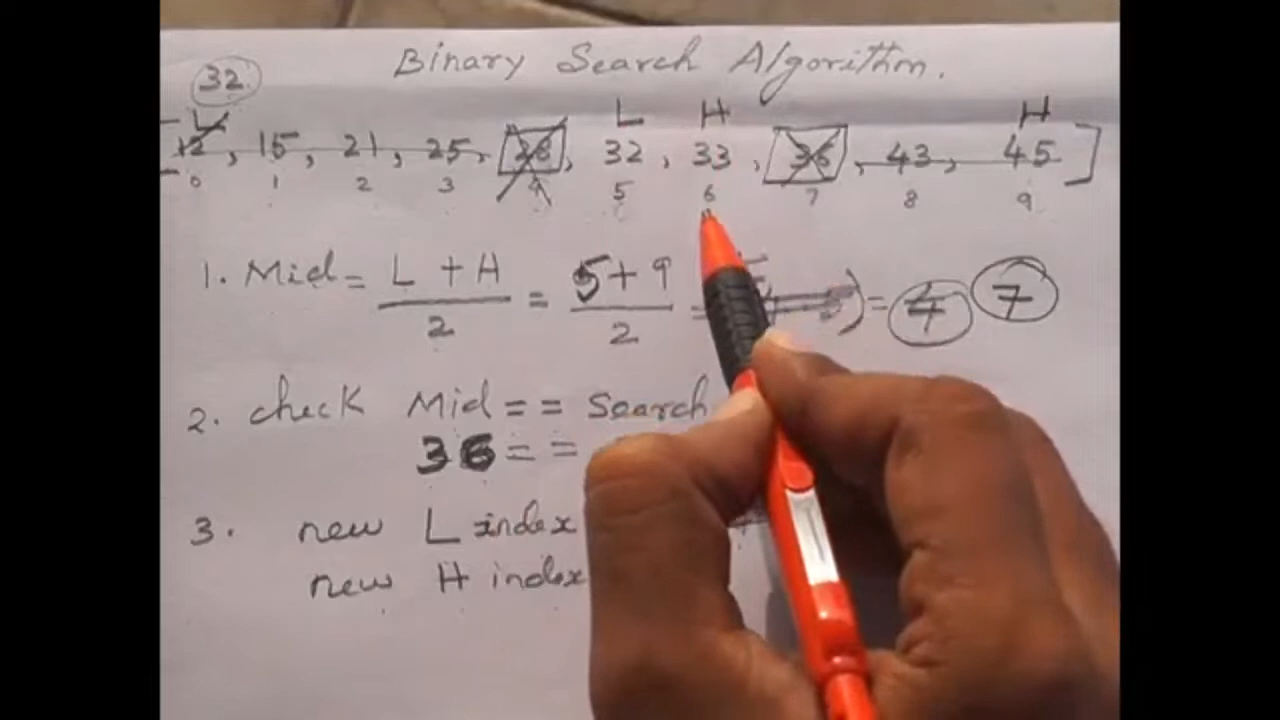 Binary Search Algorithm.
32
L H H
12, 15, 21, 25, 28, 32, 33, 36, 43, 45]
0 1 2 3 4 5 6 7 8 9
1. Mid = L + H / 2 = 5 + 9 / 2 = 4 7
2. check Mid == Search
36 ==
3. new L index
new H index